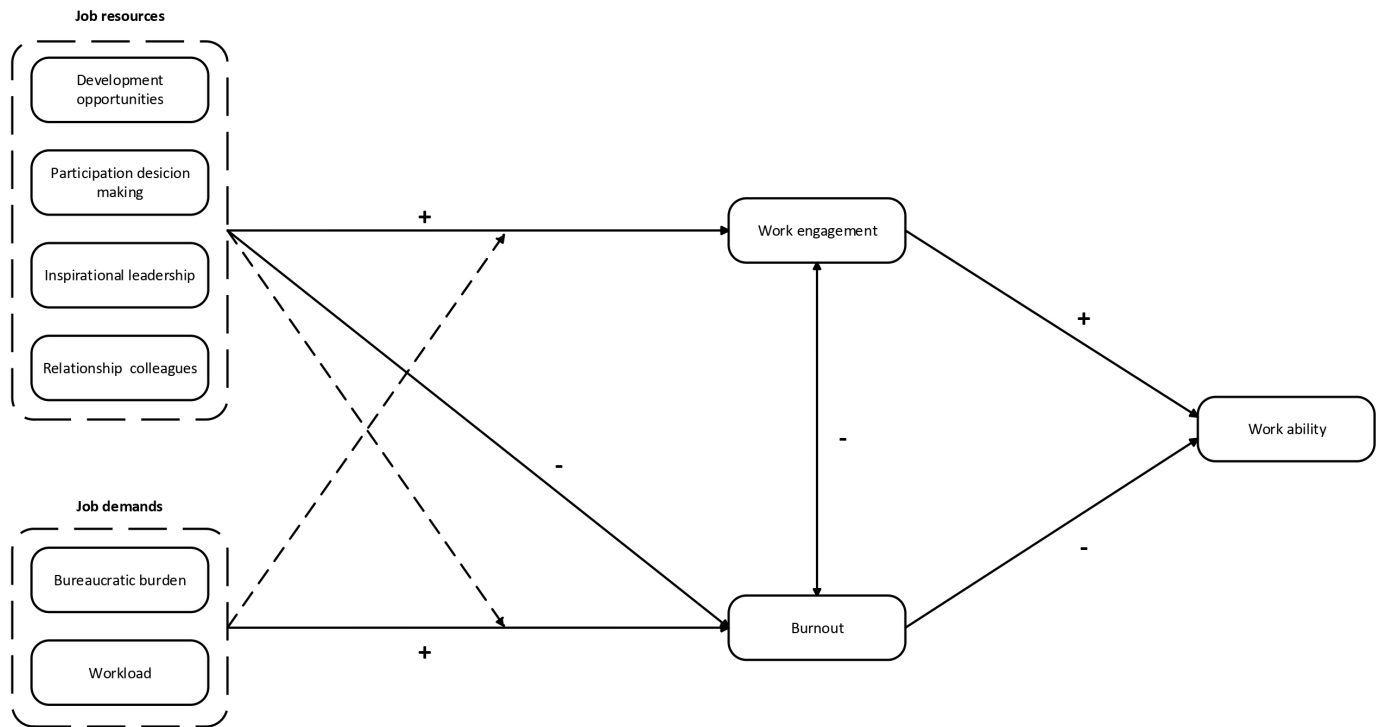 Job resources
Development
opportunities
Participation desicion
making
Inspirational leadership
Relationship colleagues
Job demands
Bureaucratic burden
Workload
+
-
+
Work engagement
-
Burnout
+
-
Work ability